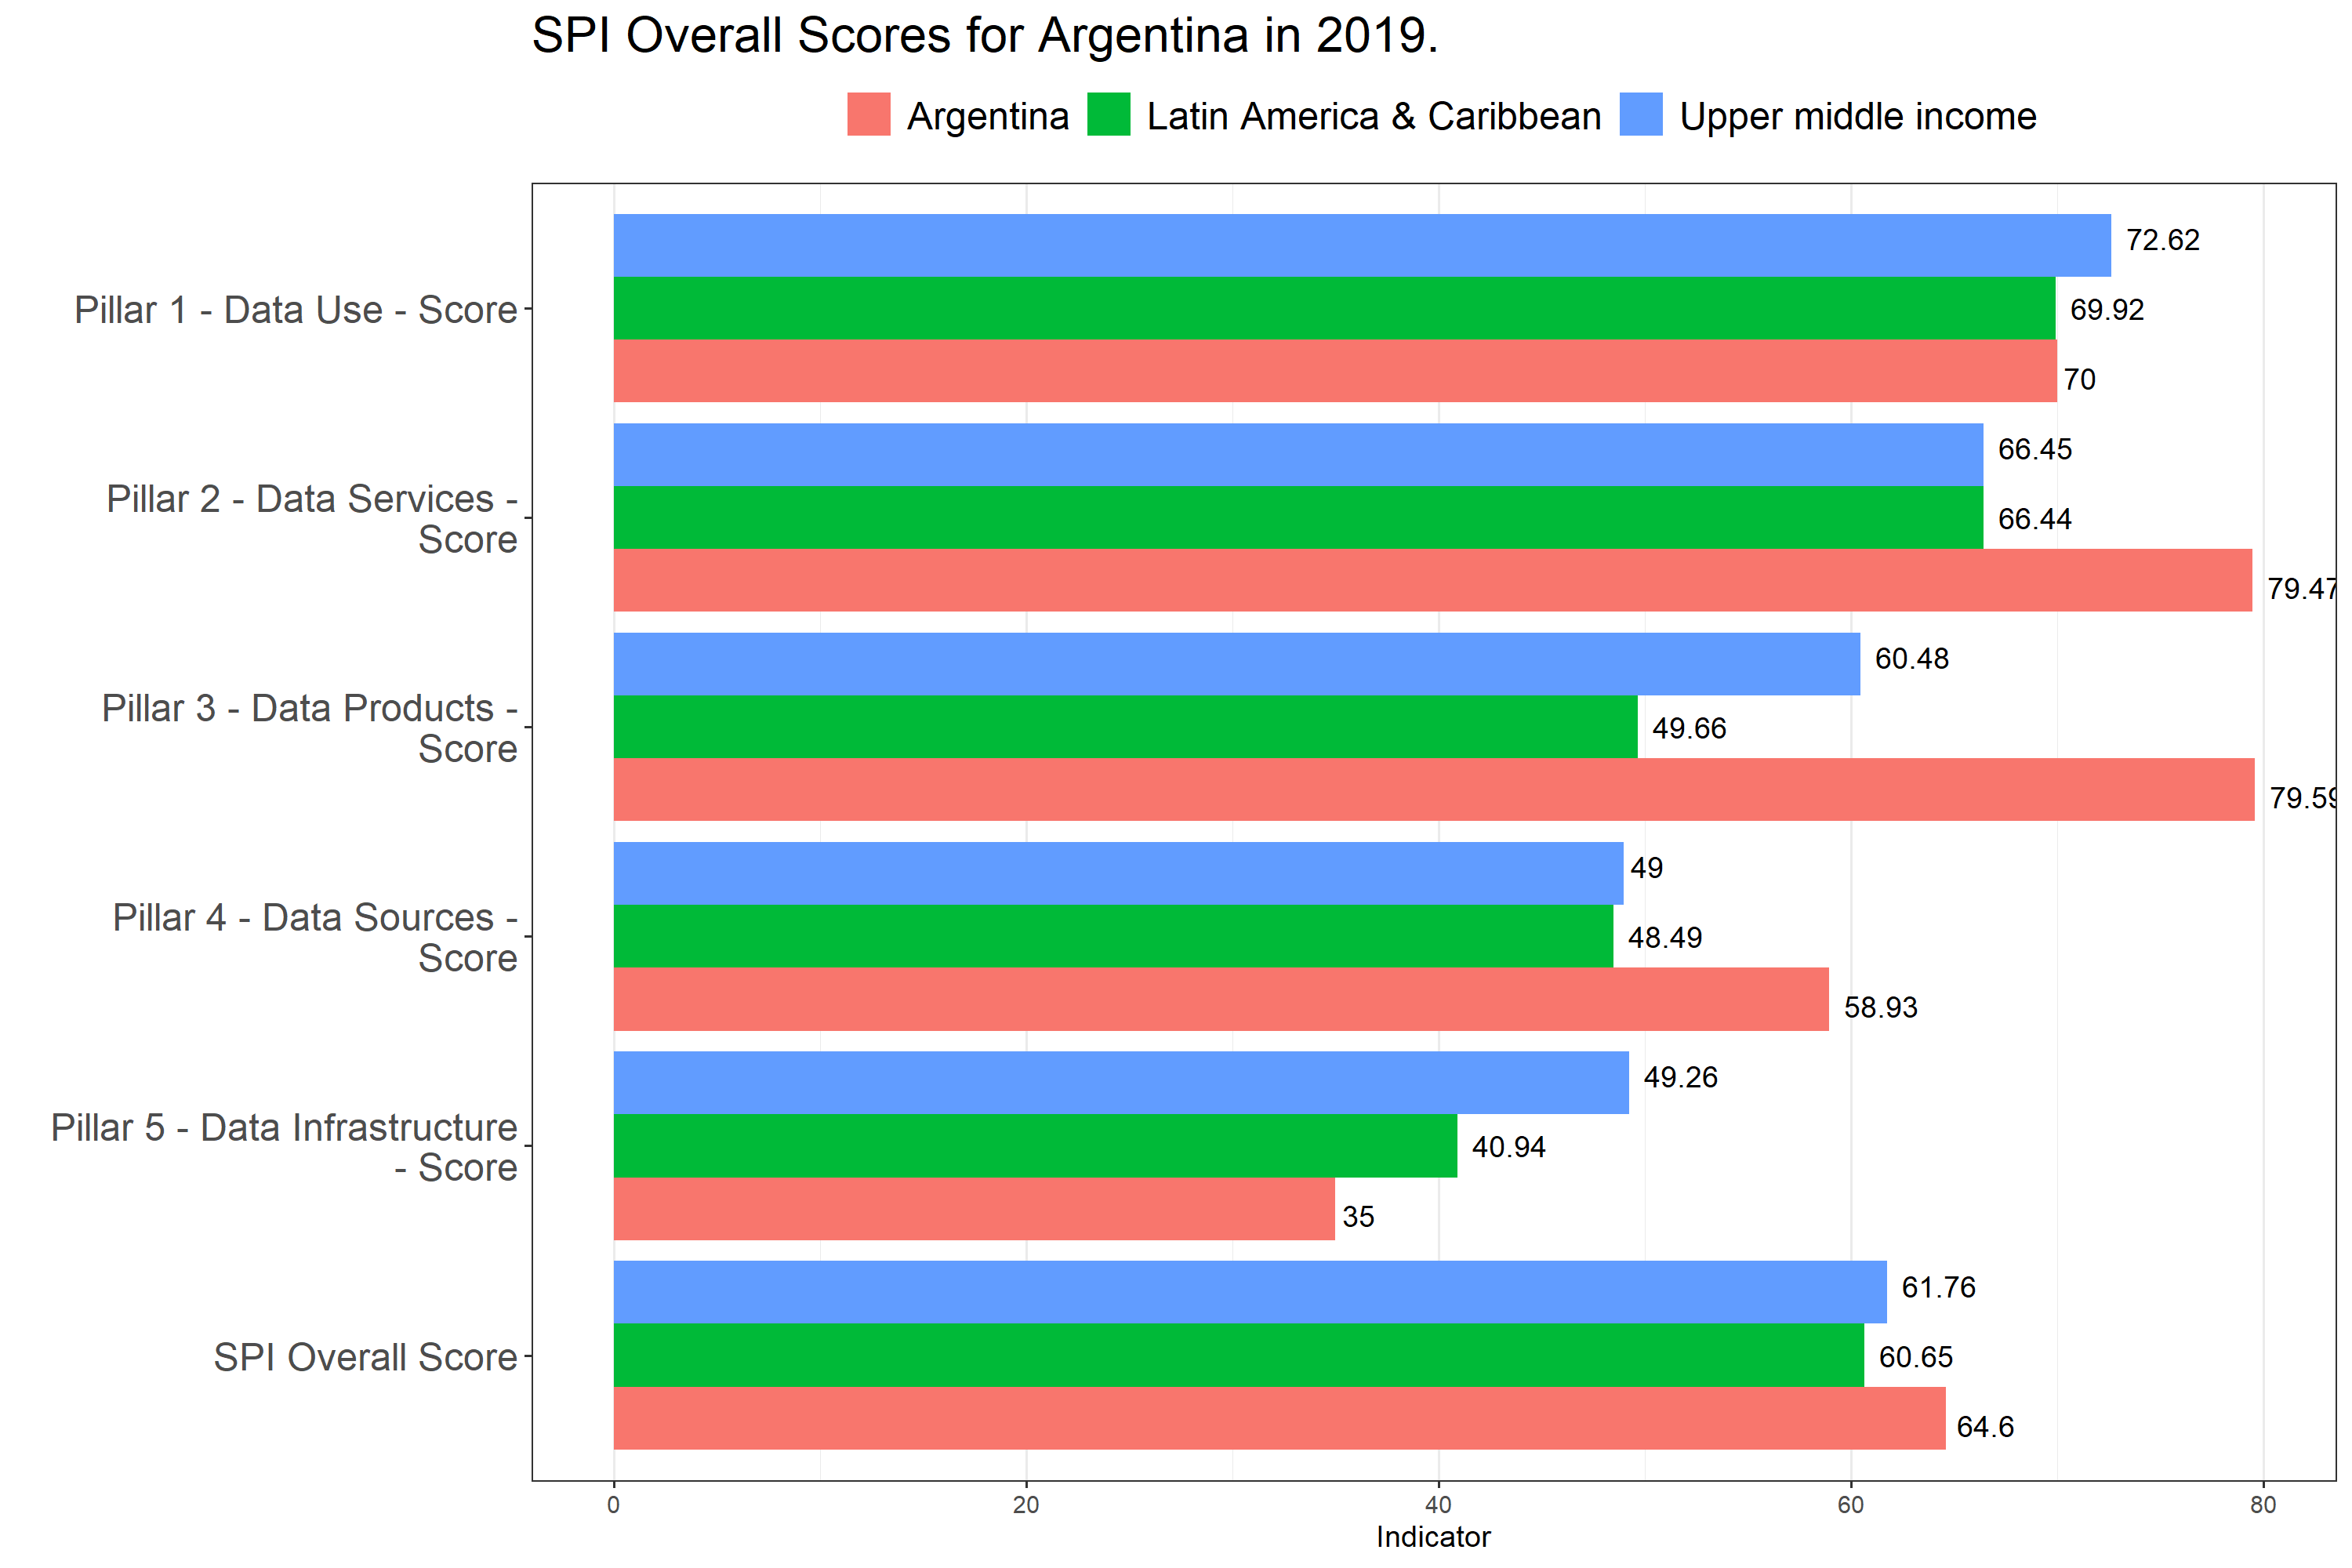 SPI Overall Scores for Argentina in 2019.
Argentina Latin America & Caribbean Upper middle income
Pillar 1 - Data Use - Score
72.62
69.92
70
Pillar 2 - Data Services -
Score
66.45
66.44
79.47
Pillar 3 - Data Products -
Score
60.48
49.66
79.59
Pillar 4 - Data Sources -
Score
49
48.49
58.93
Pillar 5 - Data Infrastructure
- Score
49.26
40.94
35
SPI Overall Score
61.76
60.65
64.6
0 20 40 60 80
Indicator